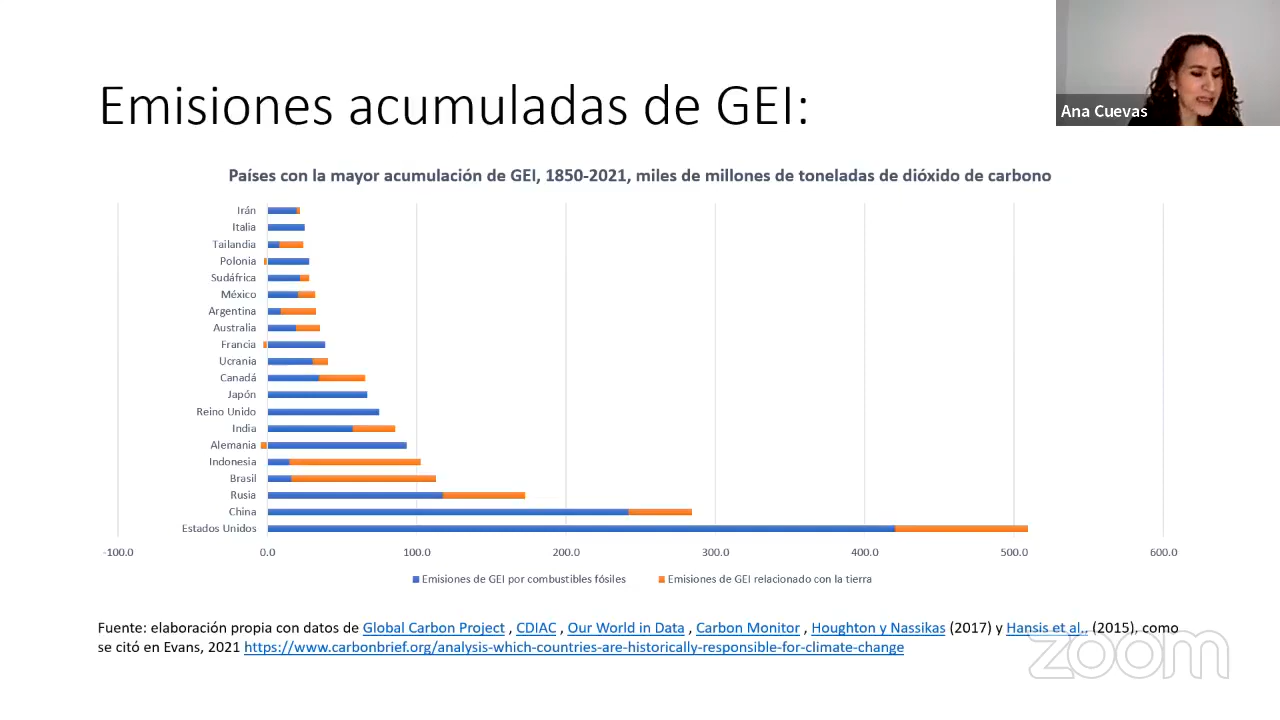 Emisiones acumuladas de GEI:
Ana Cuevas
Países con la mayor acumulación de GEI, 1850-2021, miles de millones de toneladas de dióxido de carbono
Irán
Italia
Tailandia
Polonia
Sudáfrica
México
Argentina
Australia
Francia
Ucrania
Canadá
Japón
Reino Unido
India
Alemania
Indonesia
Brasil
Rusia
China
Estados Unidos
-100.0 0.0 100.0 200.0 300.0 400.0 500.0 600.0
Emisiones de GEI por combustibles fósiles Emisiones de GEI relacionado con la tierra
Fuente: elaboración propia con datos de Global Carbon Project , CDIAC , Our World in Data , Carbon Monitor , Houghton y Nassikas (2017) y Hansis et al., (2015), como
se citó en Evans, 2021 https://www.carbonbrief.org/analysis-which-countries-are-historically-responsible-for-climate-change
zoom